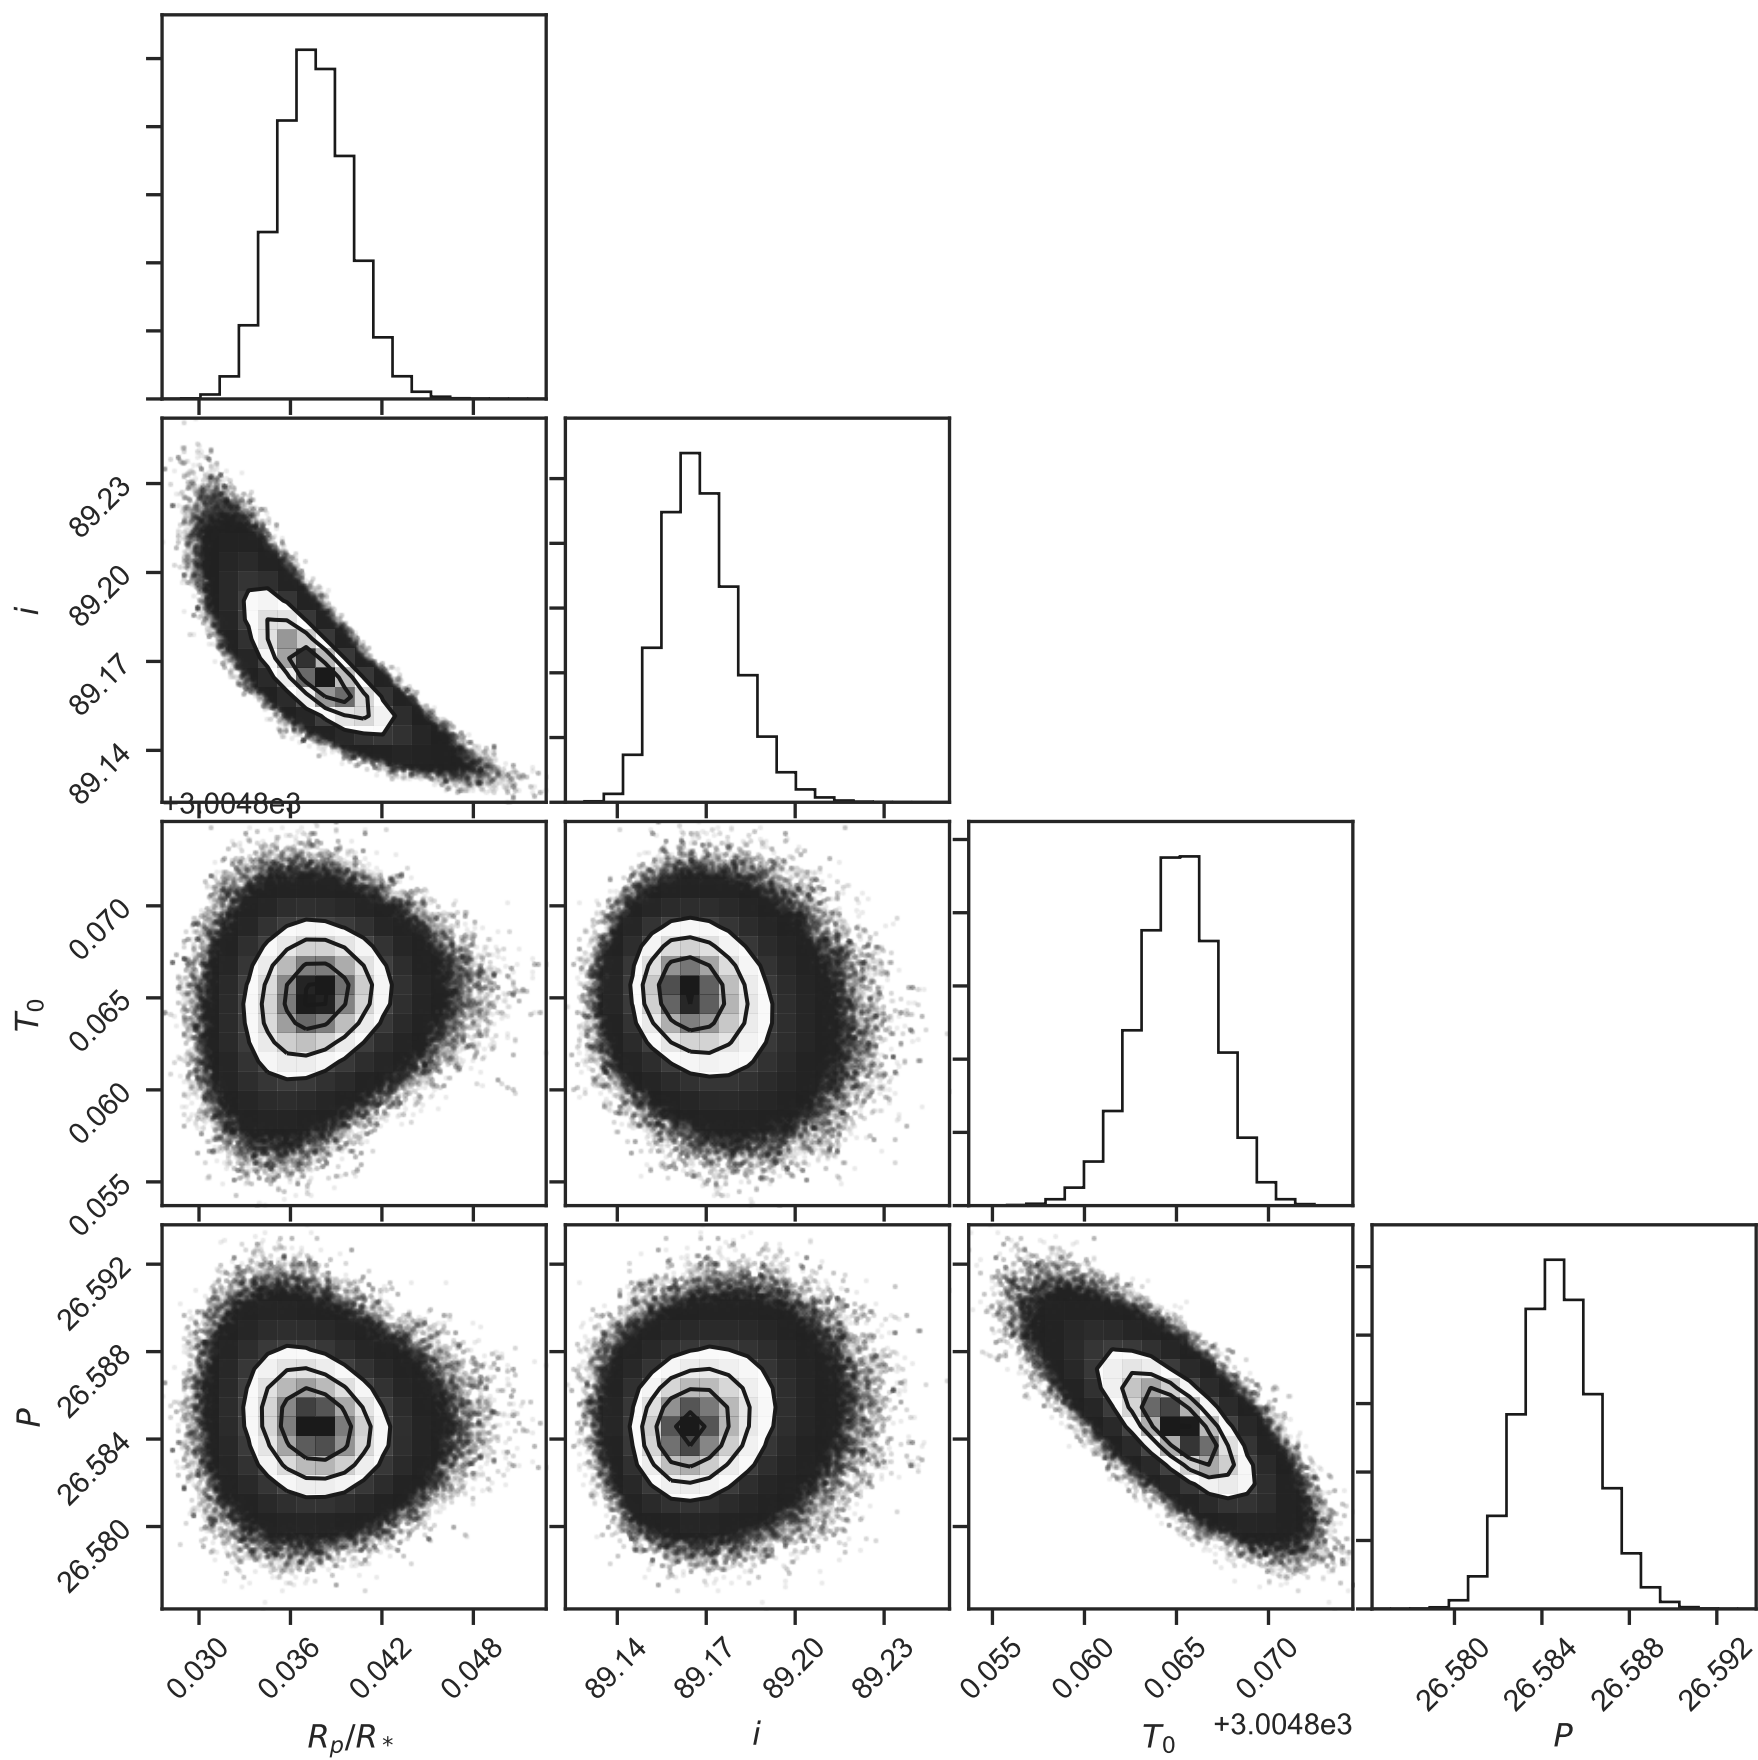 89.23
89.20
89.17
89.14
i
+3.0048e3
0.070
0.065
0.060
0.055
T₀
26.592
26.588
26.584
26.580
P
0.030 0.036 0.042 0.048
89.14 89.17 89.20 89.23
0.055 0.060 0.065 0.070
26.580 26.584 26.588 26.592
Rₚ/R*
i
T₀ +3.0048e3
P